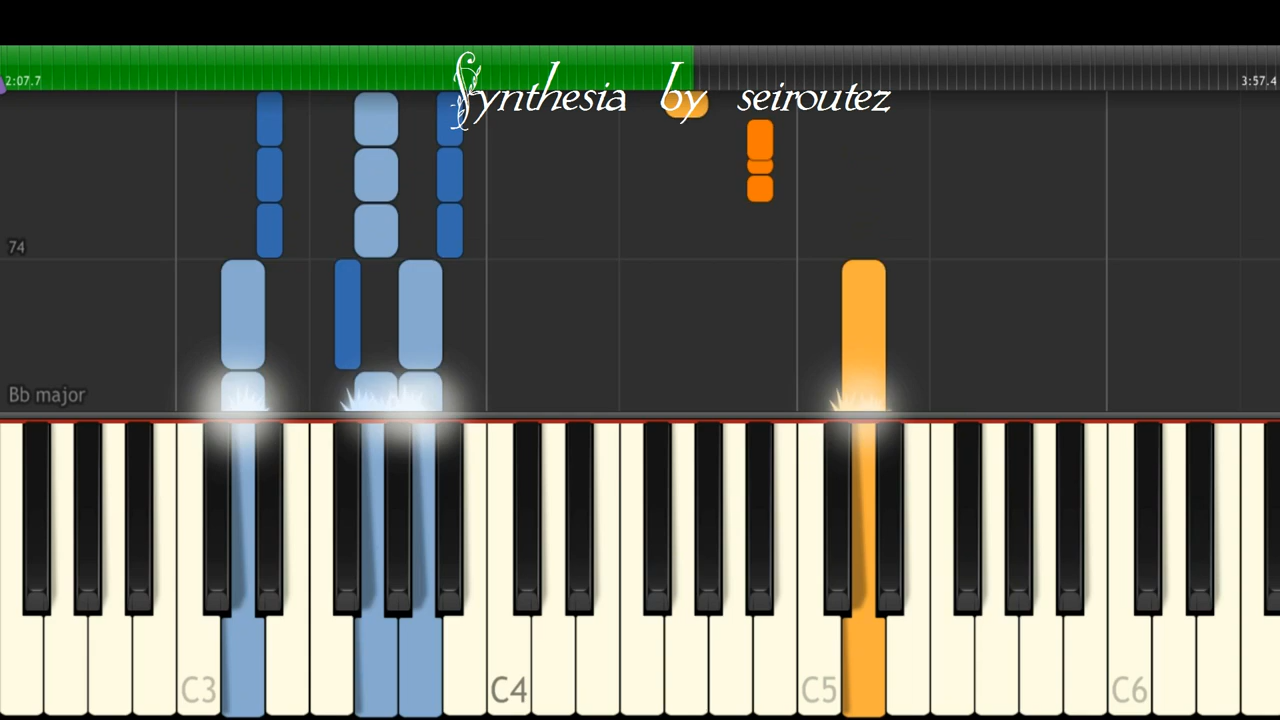 2:07.7
3:57.4
Synthesia by seiroutez
74
Bb major
C3 C4 C5 C6